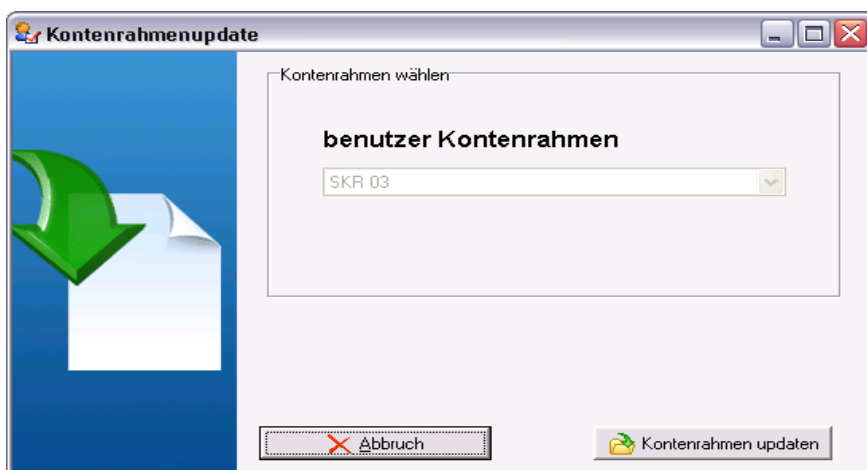 Kontenrahmenupdate
Kontenrahmen wählen
benutzer Kontenrahmen
SKR 03
Abbruch
Kontenrahmen updaten